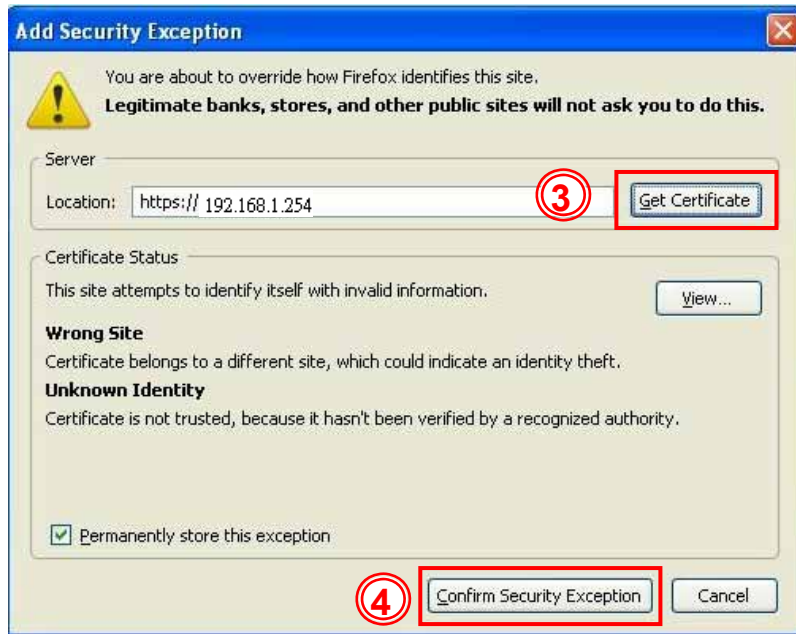 Add Security Exception
You are about to override how Firefox identifies this site.
Legitimate banks, stores, and other public sites will not ask you to do this.
Server
Location: https:// 192.168.1.254 3 Get Certificate
Certificate Status
This site attempts to identify itself with invalid information. View...
Wrong Site
Certificate belongs to a different site, which could indicate an identity theft.
Unknown Identity
Certificate is not trusted, because it hasn't been verified by a recognized authority.
Permanently store this exception
4 Confirm Security Exception Cancel